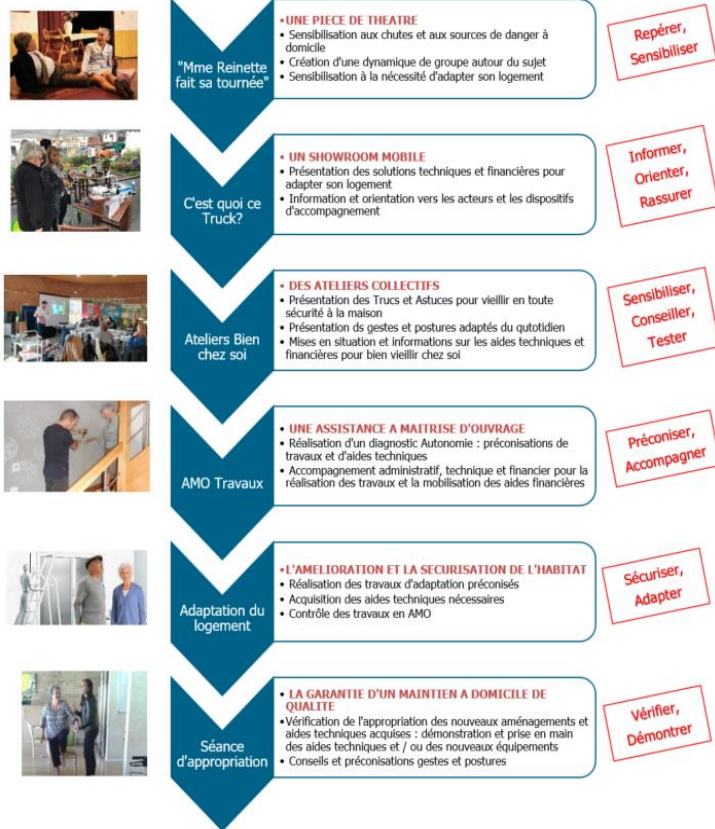 "Mme Reinette
fait sa tournée"
•UNE PIECE DE THEATRE
• Sensibilisation aux chutes et aux sources de danger à
domicile
• Création d'une dynamique de groupe autour du sujet
• Sensibilisation à la nécessité d'adapter son logement
Repérer,
Sensibiliser
C'est quoi ce
Truck?
• UN SHOWROOM MOBILE
• Présentation des solutions techniques et financières pour
adapter son logement
• Information et orientation vers les acteurs et les dispositifs
d'accompagnement
Informer,
Orienter,
Rassurer
Ateliers Bien
chez soi
• DES ATELIERS COLLECTIFS
• Présentation des Trucs et Astuces pour vieillir en toute
sécurité à la maison
• Présentation ds gestes et postures adaptés du qutotidien
• Mises en situation et informations sur les aides techniques et
financières pour bien vieillir chez soi
Sensibiliser,
Conseiller,
Tester
AMO Travaux
• UNE ASSISTANCE A MAITRISE D'OUVRAGE
• Réalisation d'un diagnostic Autonomie : préconisations de
travaux et d'aides techniques
• Accompagnement administratif, technique et financier pour la
réalisation des travaux et la mobilisation des aides financières
Préconiser,
Accompagner
Adaptation du
logement
•L'AMELIORATION ET LA SECURISATION DE L'HABITAT
• Réalisation des travaux d'adaptation préconisés
• Acquisition des aides techniques nécessaires
• Contrôle des travaux en AMO
Sécuriser,
Adapter
Séance
d'appropriation
• LA GARANTIE D'UN MAINTIEN A DOMICILE DE
QUALITE
•Vérification de l'appropriation des nouveaux aménagements et
aides techniques acquises : démonstration et prise en main
des aides techniques et / ou des nouveaux équipements
• Conseils et préconisations gestes et postures
Vérifier,
Démontrer